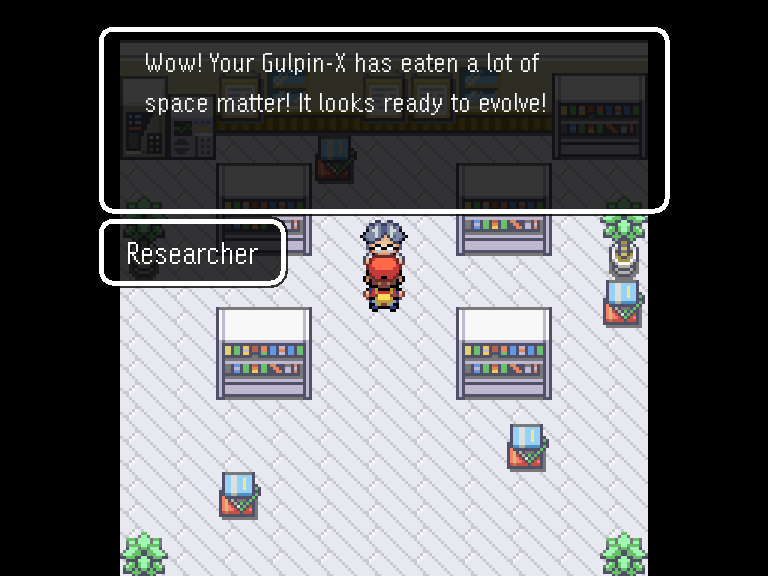 Wow! Your Gulpin-X has eaten a lot of
space matter! It looks ready to evolve!
Researcher